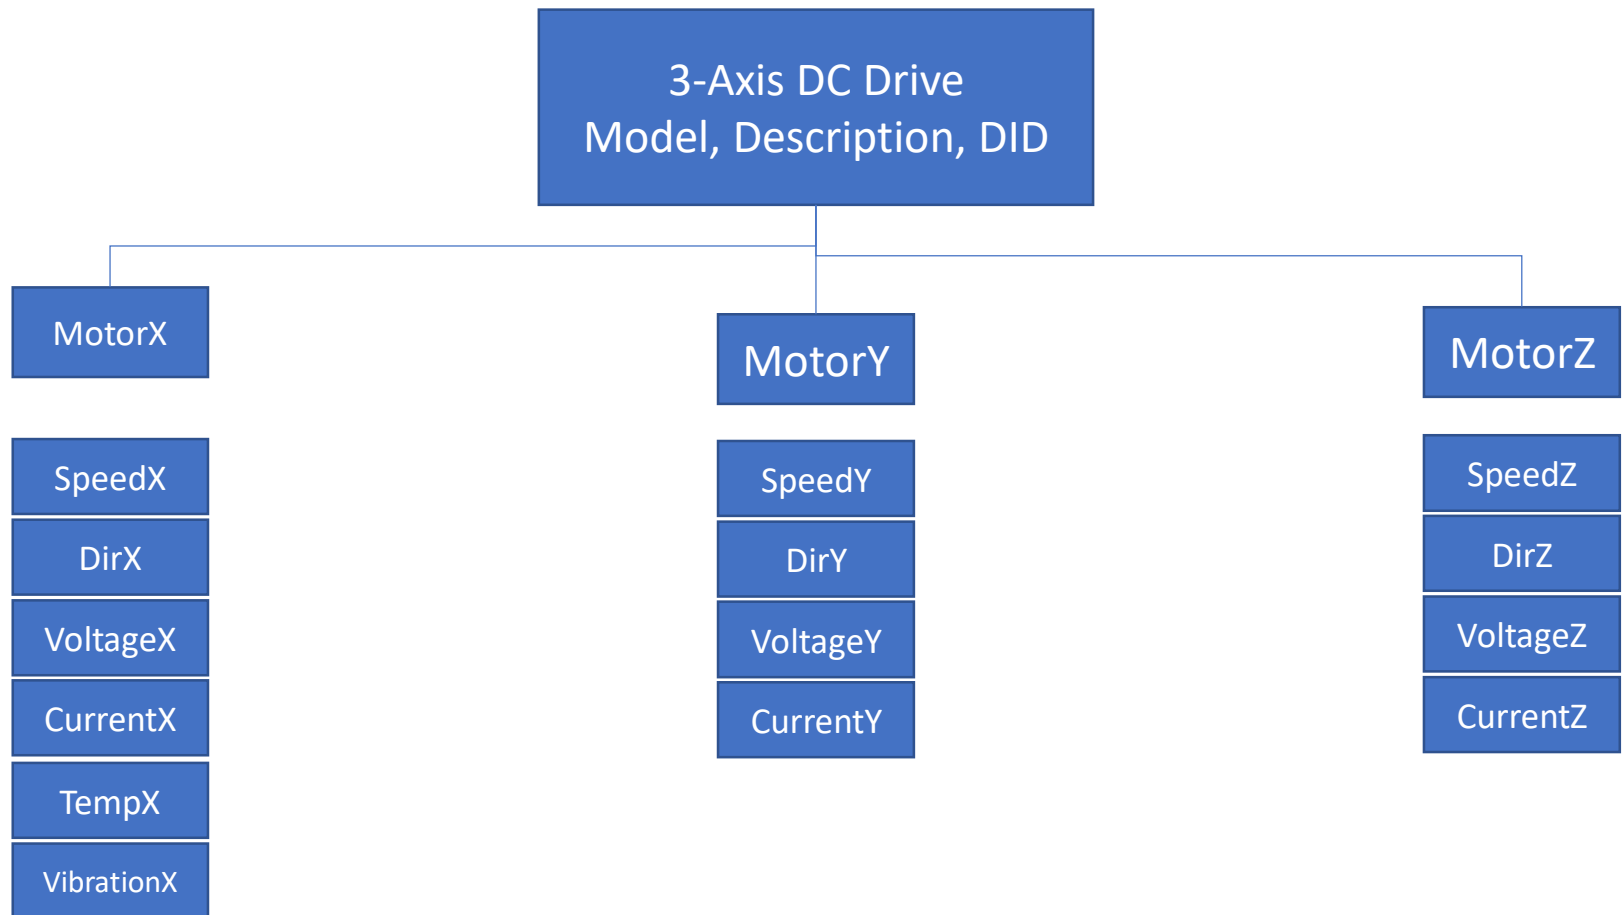 3-Axis DC Drive
Model, Description, DID
MotorX
MotorY
MotorZ
SpeedX
DirX
VoltageX
CurrentX
TempX
VibrationX
SpeedY
DirY
VoltageY
CurrentY
SpeedZ
DirZ
VoltageZ
CurrentZ